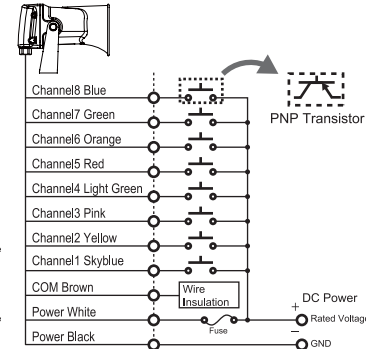 Channel8 Blue
Channel7 Green
PNP Transistor
Channel6 Orange
Channel5 Red
Channel4 Light Green
Channel3 Pink
Channel2 Yellow
Channel1 Skyblue
COM Brown
Wire
Insulation
DC Power
Power White
Fuse
+
Rated Voltage
−
Power Black
GND